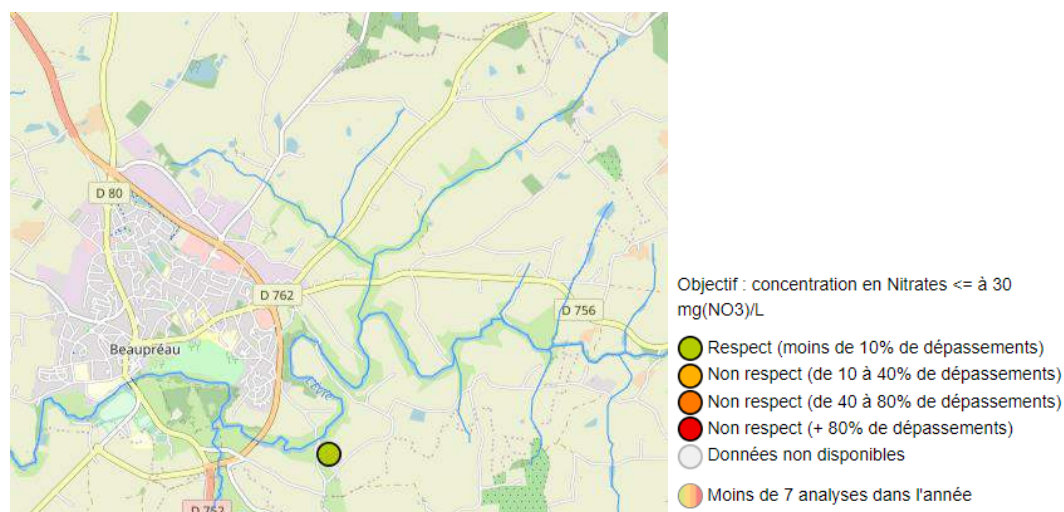 D 80
D 762
D 756
Beaupréau
L'Èvre
D 752
Objectif : concentration en Nitrates <= à 30
mg(NO3)/L
Respect (moins de 10% de dépassements)
Non respect (de 10 à 40% de dépassements)
Non respect (de 40 à 80% de dépassements)
Non respect (+ 80% de dépassements)
Données non disponibles
Moins de 7 analyses dans l'année